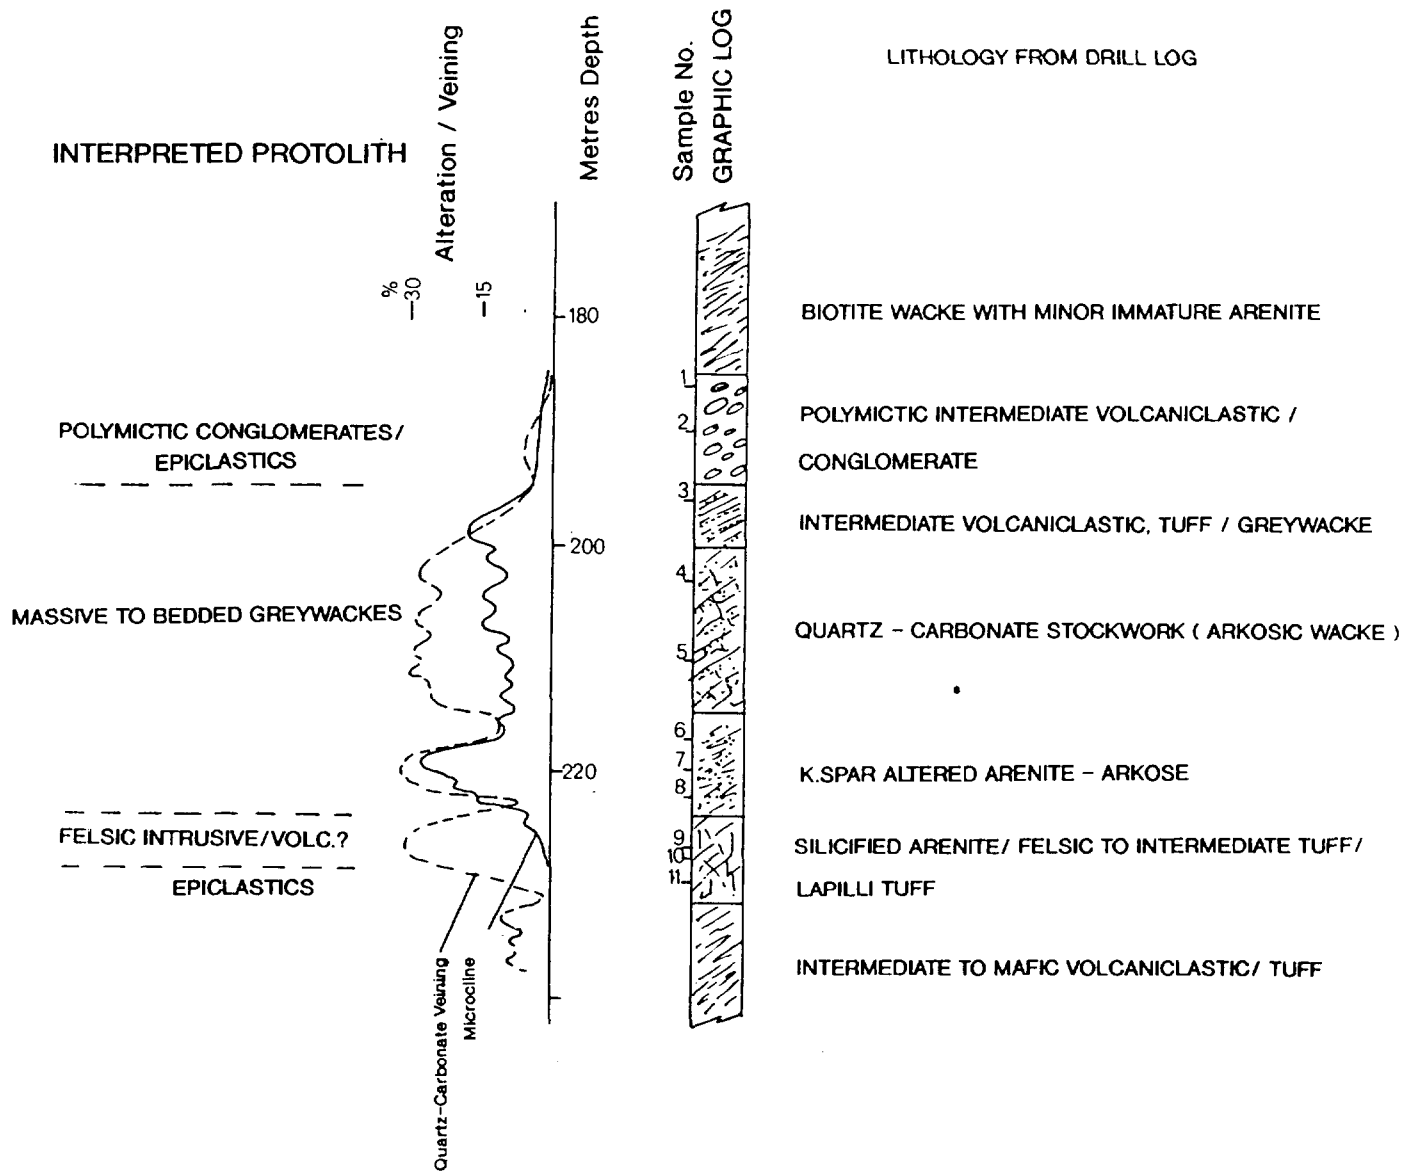 LITHOLOGY FROM DRILL LOG
INTERPRETED PROTOLITH
Alteration / Veining
Metres Depth
Sample No.
GRAPHIC LOG
%
30
15
180
200
220
1
2
3
4
5
6
7
8
9
10
11
POLYMICTIC CONGLOMERATES/
EPICLASTICS
MASSIVE TO BEDDED GREYWACKES
FELSIC INTRUSIVE/VOLC.?
EPICLASTICS
BIOTITE WACKE WITH MINOR IMMATURE ARENITE
POLYMICTIC INTERMEDIATE VOLCANICLASTIC /
CONGLOMERATE
INTERMEDIATE VOLCANICLASTIC, TUFF / GREYWACKE
QUARTZ - CARBONATE STOCKWORK ( ARKOSIC WACKE )
K.SPAR ALTERED ARENITE - ARKOSE
SILICIFIED ARENITE/ FELSIC TO INTERMEDIATE TUFF/
LAPILLI TUFF
INTERMEDIATE TO MAFIC VOLCANICLASTIC/ TUFF
Quartz-Carbonate Veining
Microcline